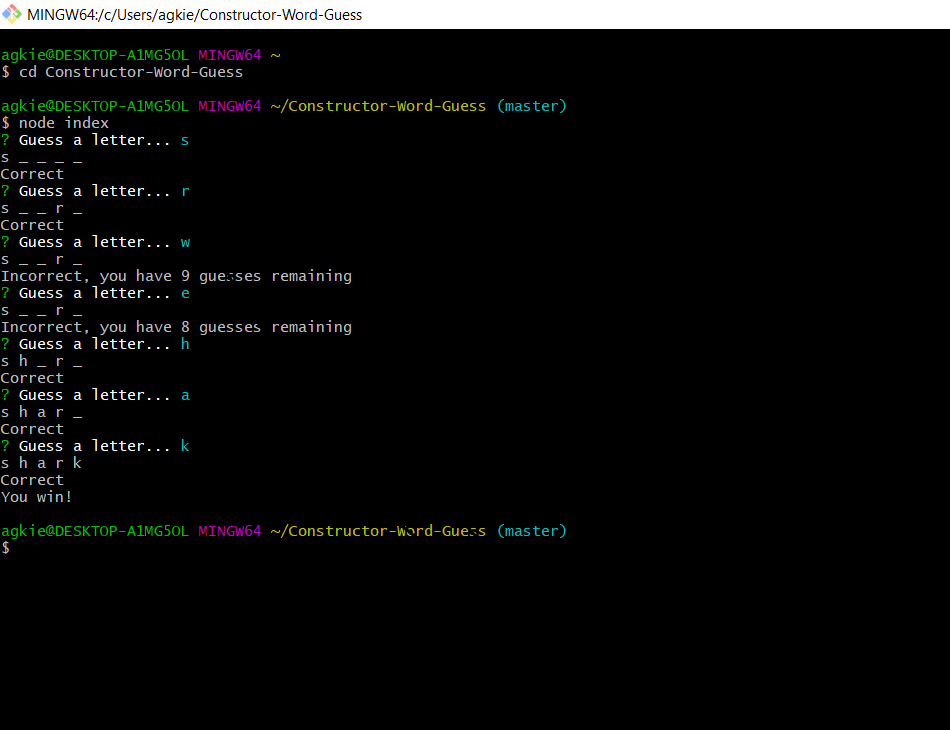 MINGW64:/c/Users/agkie/Constructor-Word-Guess
agkie@DESKTOP-A1MG5OL MINGW64 ~
$ cd Constructor-Word-Guess
agkie@DESKTOP-A1MG5OL MINGW64 ~/Constructor-Word-Guess (master)
$ node index
? Guess a letter... s
s _ _ _ _
Correct
? Guess a letter... r
s _ _ r _
Correct
? Guess a letter... w
s _ _ r _
Incorrect, you have 9 guesses remaining
? Guess a letter... e
s _ _ r _
Incorrect, you have 8 guesses remaining
? Guess a letter... h
s h _ r _
Correct
? Guess a letter... a
s h a r _
Correct
? Guess a letter... k
s h a r k
Correct
You win!
agkie@DESKTOP-A1MG5OL MINGW64 ~/Constructor-Word-Guess (master)
$